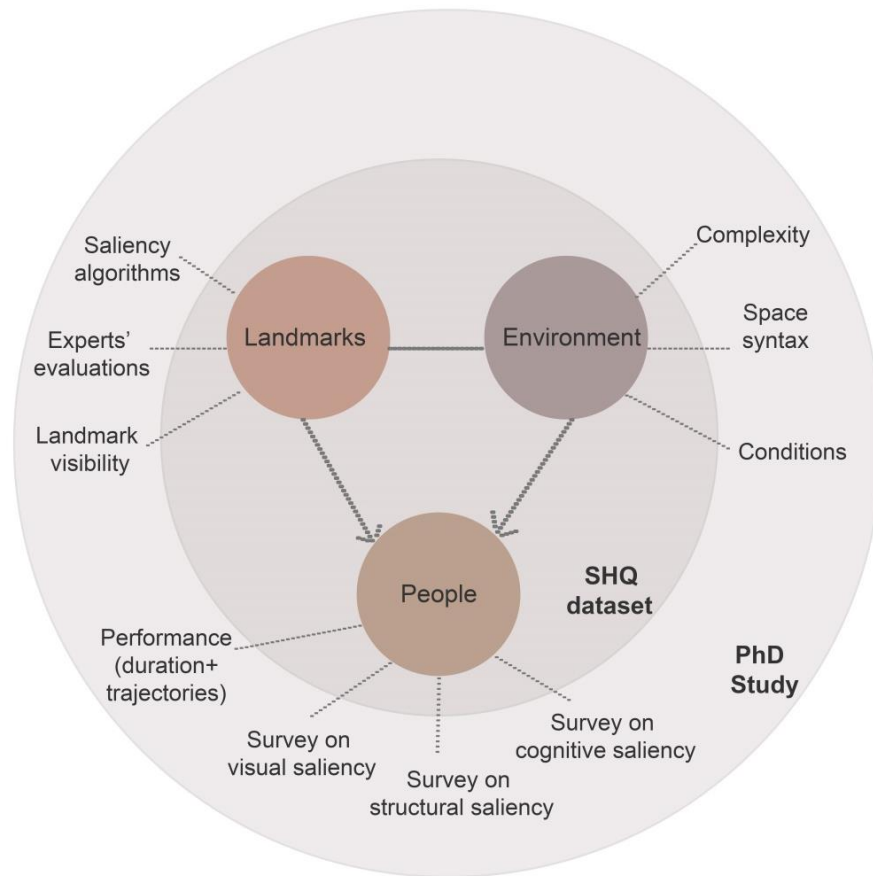 Saliency
algorithms
Complexity
Landmarks
Environment
Experts’
evaluations
Space
syntax
Landmark
visibility
Conditions
People
SHQ
dataset
Performance
(duration+
trajectories)
PhD
Study
Survey on
visual saliency
Survey on
structural saliency
Survey on
cognitive saliency